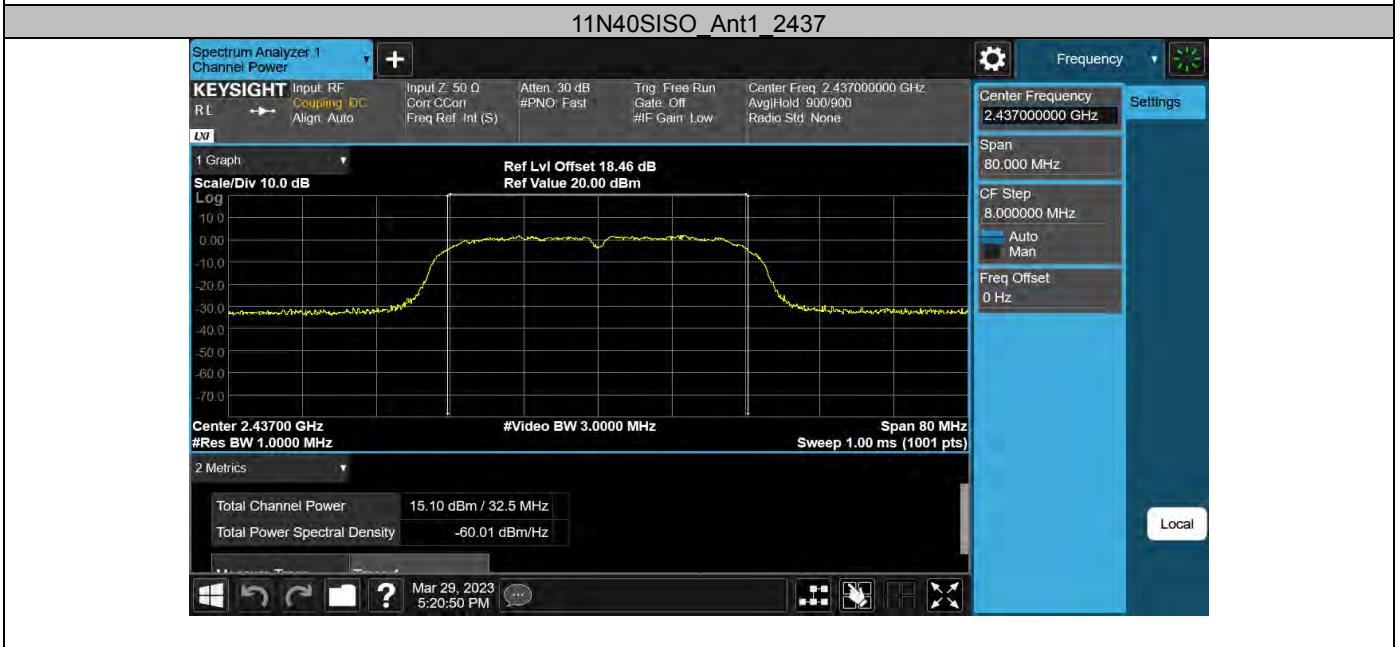 11N40SISO_Ant1_2437
Spectrum Analyzer 1
Channel Power
Frequency
KEYSIGHT
RL
LXI
Input: RF
Coupling: DC
Align: Auto
Input Z: 50 Ω
Corr CCorr
Freq Ref: Int (S)
Atten: 30 dB
#PNO: Fast
Trig: Free Run
Gate: Off
#IF Gain: Low
Center Freq: 2.437000000 GHz
Avg|Hold: 900/900
Radio Std: None
Center Frequency
2.437000000 GHz
Settings
Span
80.000 MHz
CF Step
8.000000 MHz
Auto
Man
Freq Offset
0 Hz
Local
1 Graph
Scale/Div 10.0 dB
Ref Lvl Offset 18.46 dB
Ref Value 20.00 dBm
Log
10.0
0.00
-10.0
-20.0
-30.0
-40.0
-50.0
-60.0
-70.0
Center 2.43700 GHz
#Video BW 3.0000 MHz
Span 80 MHz
#Res BW 1.0000 MHz
Sweep 1.00 ms (1001 pts)
2 Metrics
Total Channel Power 15.10 dBm / 32.5 MHz
Total Power Spectral Density -60.01 dBm/Hz
?
Mar 29, 2023
5:20:50 PM